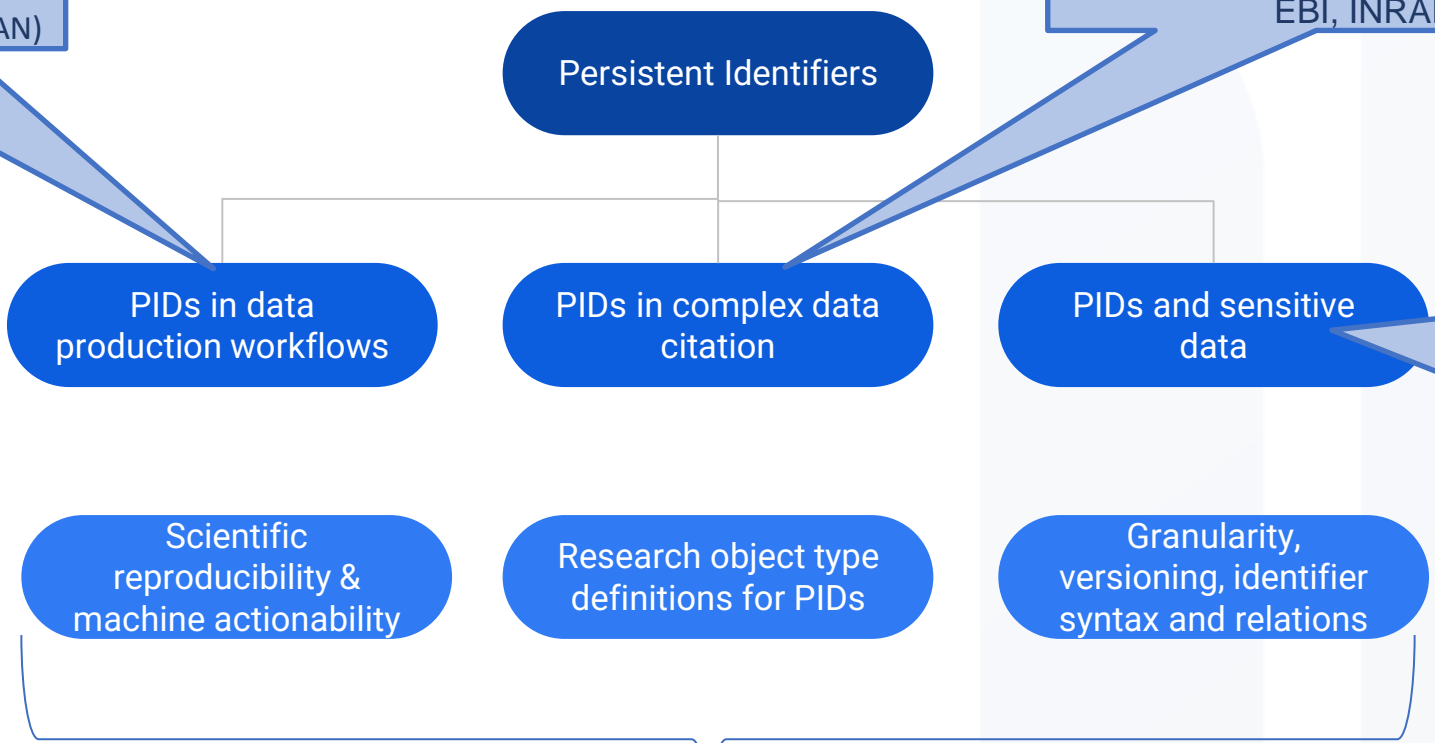 AN)
EBI, INRA
Persistent Identifiers
PIDs in data
production workflows
PIDs in complex data
citation
PIDs and sensitive
data
Scientific
reproducibility &
machine actionability
Research object type
definitions for PIDs
Granularity,
versioning, identifier
syntax and relations